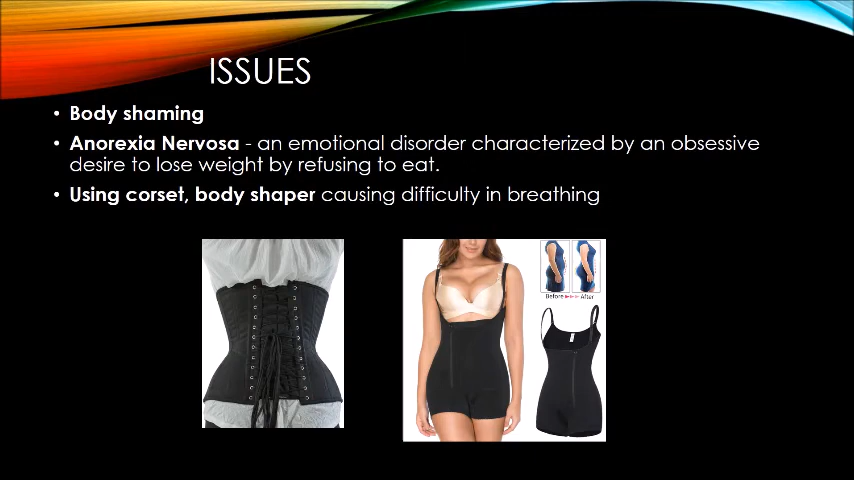 ISSUES
• Body shaming
• Anorexia Nervosa - an emotional disorder characterized by an obsessive
desire to lose weight by refusing to eat.
• Using corset, body shaper causing difficulty in breathing
Before After